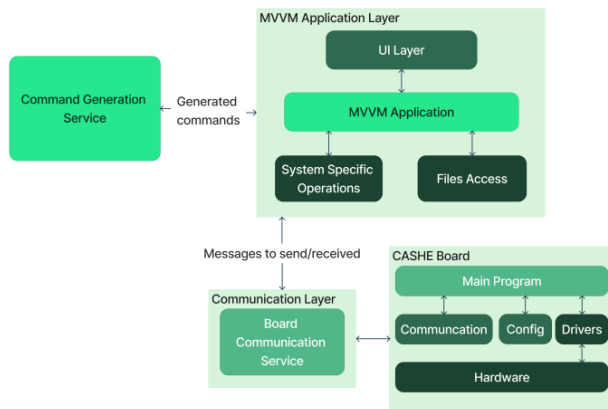 MVVM Application Layer
UI Layer
Command Generation
Service
Generated
commands
MVVM Application
System Specific
Operations
Files Access
Messages to send/received
CASHE Board
Main Program
Communication Layer
Board
Communication
Service
Communcation
Config
Drivers
Hardware